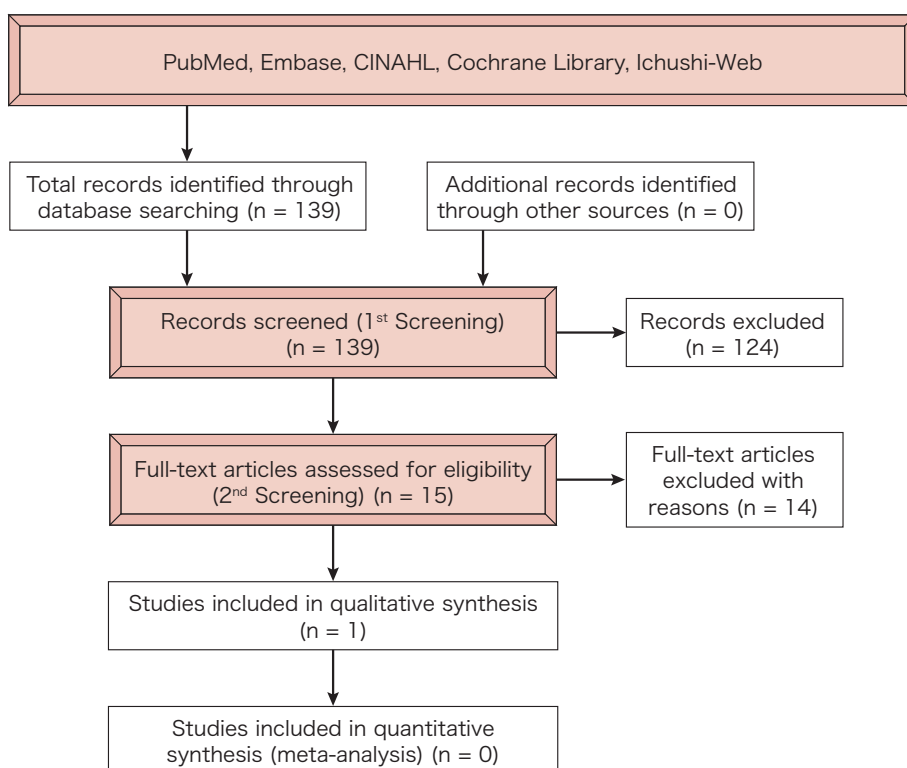 PubMed, Embase, CINAHL, Cochrane Library, Ichushi-Web
Total records identified through
database searching (n = 139)
Additional records identified
through other sources (n = 0)
Records screened (1st Screening)
(n = 139)
Records excluded
(n = 124)
Full-text articles assessed for eligibility
(2nd Screening) (n = 15)
Full-text articles
excluded with
reasons (n = 14)
Studies included in qualitative synthesis
(n = 1)
Studies included in quantitative
synthesis (meta-analysis) (n = 0)